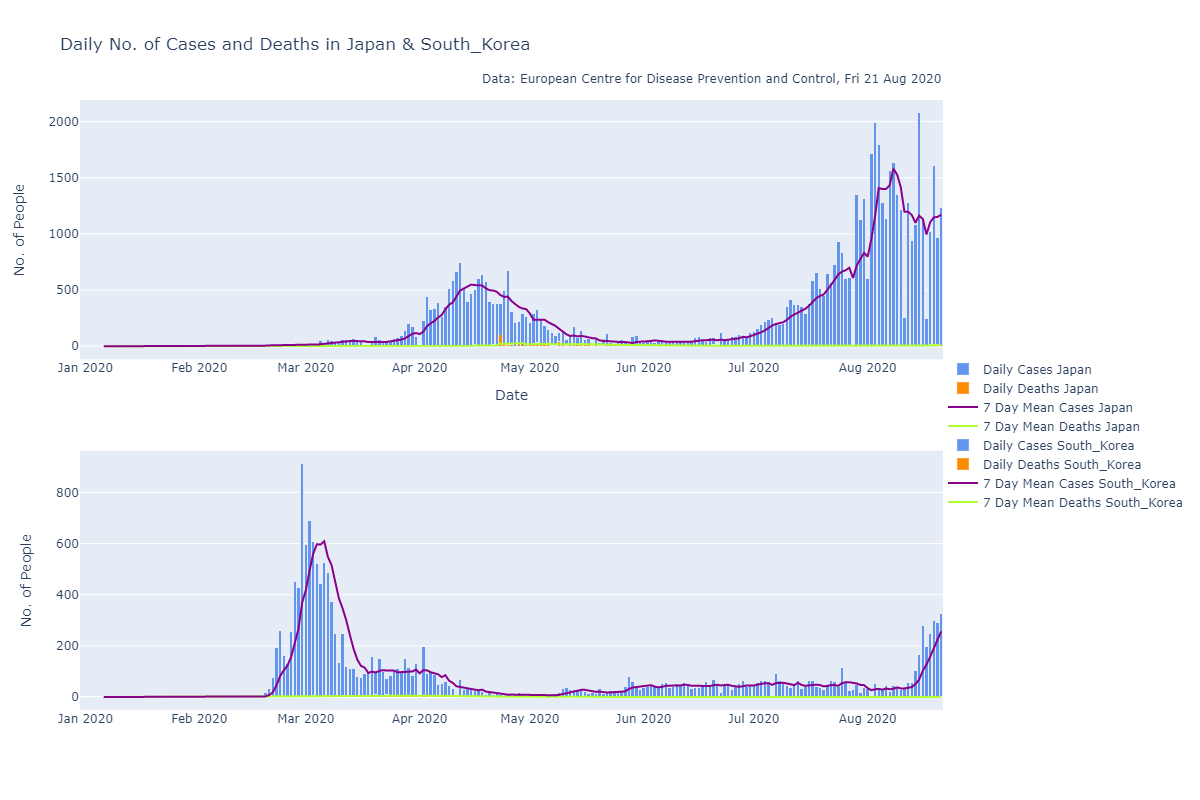 Daily No. of Cases and Deaths in Japan & South_Korea
Data: European Centre for Disease Prevention and Control, Fri 21 Aug 2020
No. of People
2000
1500
1000
500
0
Jan 2020 Feb 2020 Mar 2020 Apr 2020 May 2020 Jun 2020 Jul 2020 Aug 2020
Date
Daily Cases Japan
Daily Deaths Japan
7 Day Mean Cases Japan
7 Day Mean Deaths Japan
Daily Cases South_Korea
Daily Deaths South_Korea
7 Day Mean Cases South_Korea
7 Day Mean Deaths South_Korea
No. of People
800
600
400
200
0
Jan 2020 Feb 2020 Mar 2020 Apr 2020 May 2020 Jun 2020 Jul 2020 Aug 2020